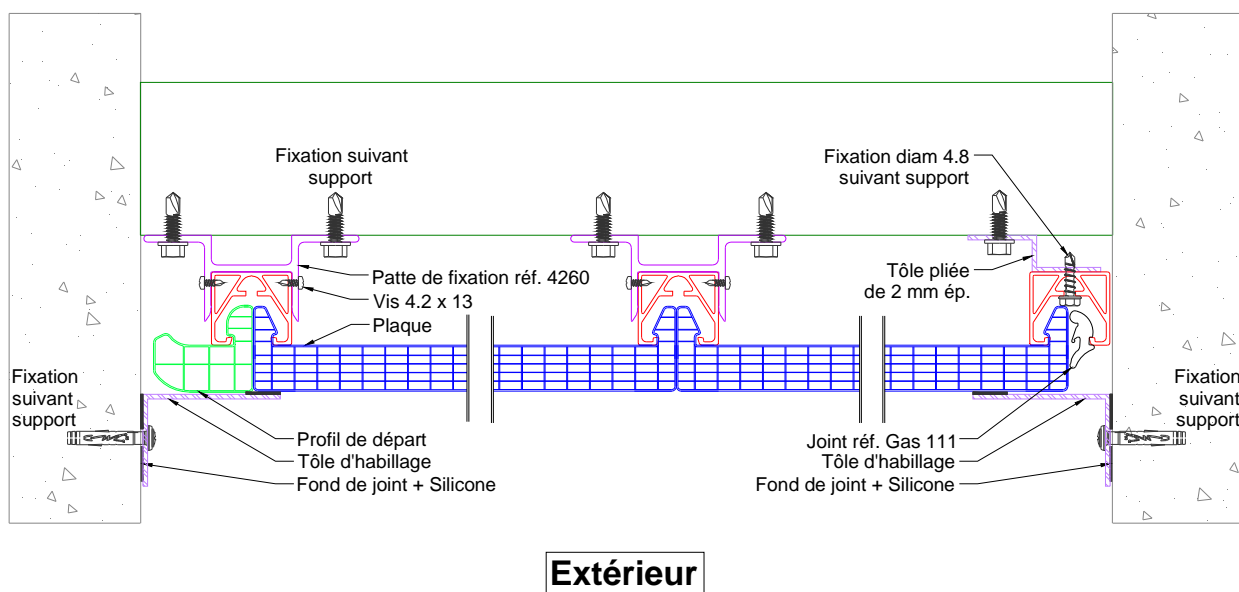 Fixation suivant
support
Fixation diam 4.8
suivant support
Patte de fixation réf. 4260
Vis 4.2 x 13
Plaque
Tôle pliée
de 2 mm ép.
Fixation
suivant
support
Fixation
suivant
support
Profil de départ
Tôle d'habillage
Fond de joint + Silicone
Joint réf. Gas 111
Tôle d'habillage
Fond de joint + Silicone
Extérieur